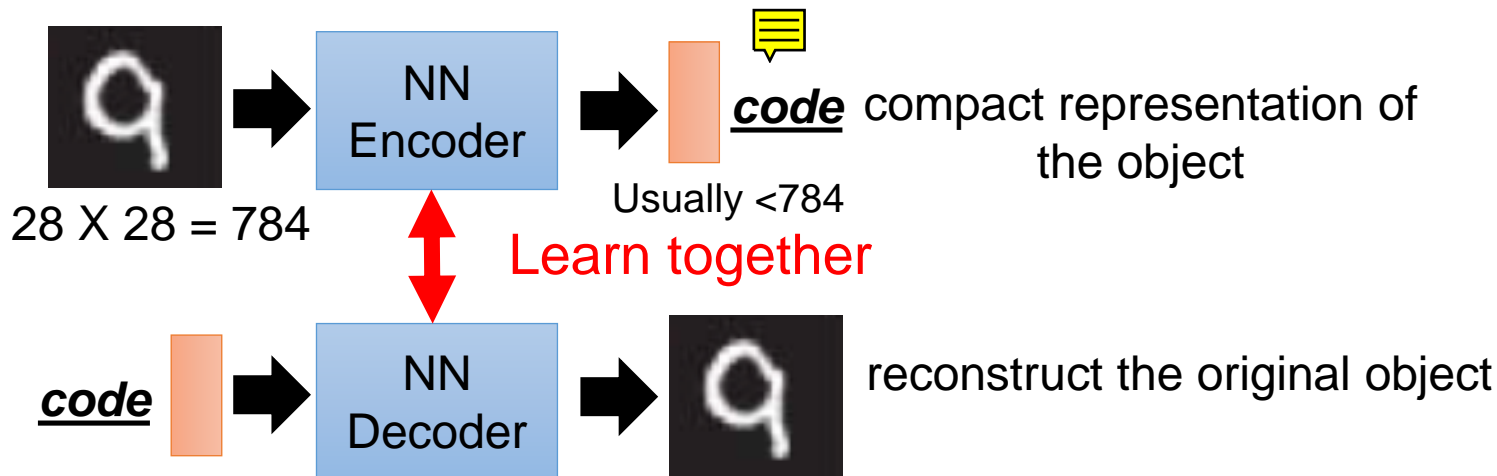 NN
Encoder
code compact representation of
the object
28 X 28 = 784
Usually <784
Learn together
code
NN
Decoder
reconstruct the original object